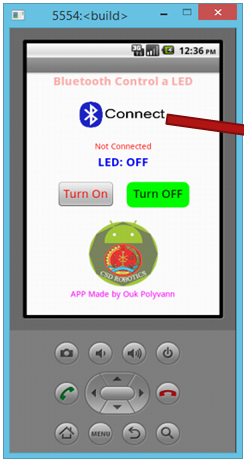 5554:<build>
3G
12:36 PM
Bluetooth Control a LED
Connect
Not Connected
LED: OFF
Turn On
Turn OFF
CSD ROBOTICS
APP Made by Ouk Polyvann
MENU